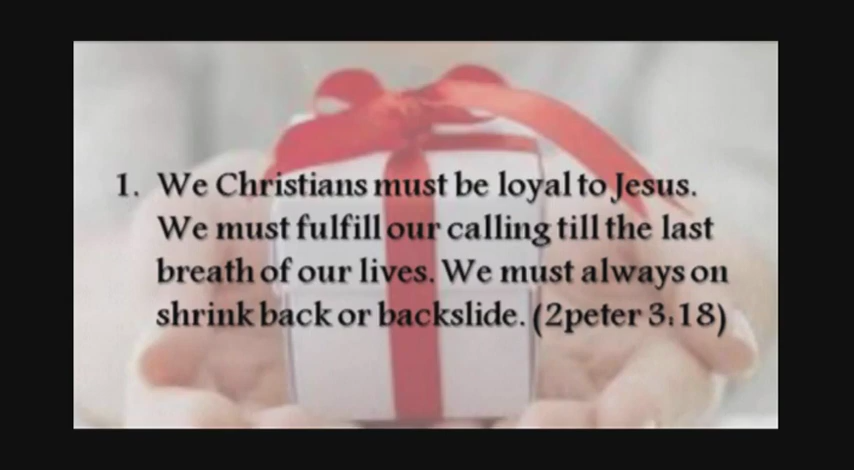 1. We Christians must be loyal to Jesus.
We must fulfill our calling till the last
breath of our lives. We must always on
shrink back or backslide. (2peter 3:18)